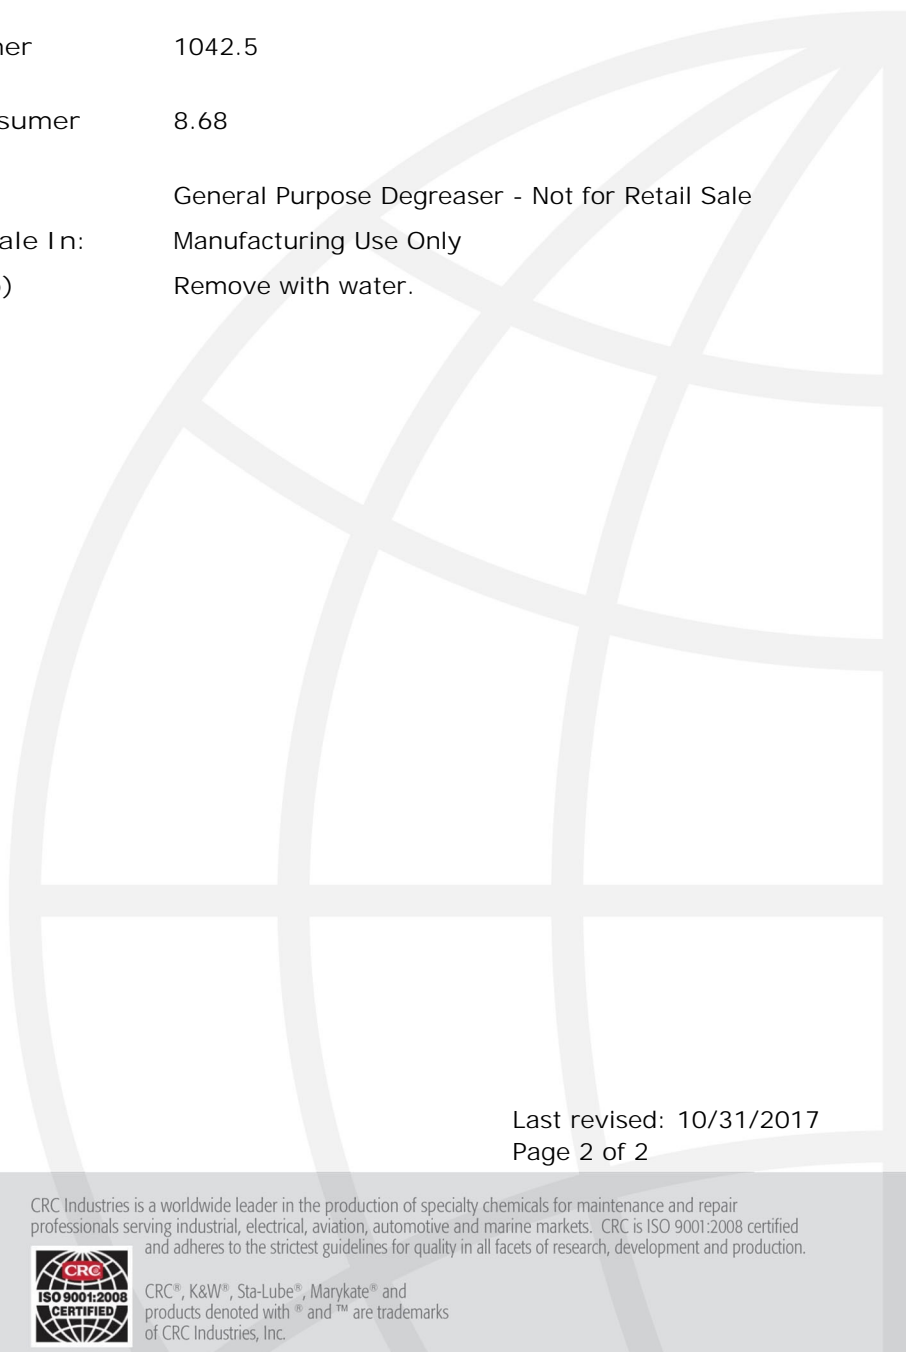 ner 1042.5
sumer 8.68
General Purpose Degreaser - Not for Retail Sale
ale In: Manufacturing Use Only
) Remove with water.
Last revised: 10/31/2017
Page 2 of 2
CRC Industries is a worldwide leader in the production of specialty chemicals for maintenance and repair
professionals serving industrial, electrical, aviation, automotive and marine markets. CRC is ISO 9001:2008 certified
and adheres to the strictest guidelines for quality in all facets of research, development and production.
CRC
ISO 9001:2008
CERTIFIED
CRC®, K&W®, Sta-Lube®, Marykate® and
products denoted with ® and ™ are trademarks
of CRC Industries, Inc.